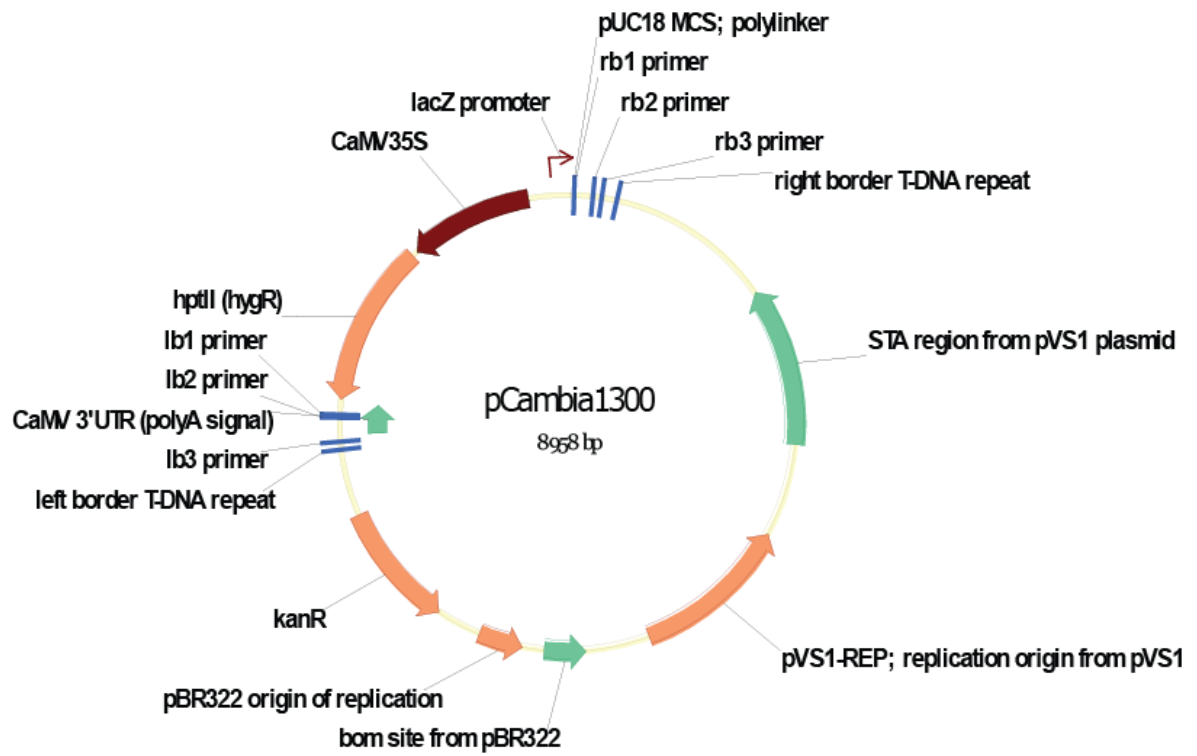 pUC18 MCS; polylinker
rb1 primer
lacZ promoter
rb2 primer
CaMV35S
rb3 primer
right border T-DNA repeat
hptII (hygR)
lb1 primer
STA region from pVS1 plasmid
lb2 primer
pCambia1300
CaMV 3'UTR (polyA signal)
8958 bp
lb3 primer
left border T-DNA repeat
kanR
pVS1-REP; replication origin from pVS1
pBR322 origin of replication
bom site from pBR322